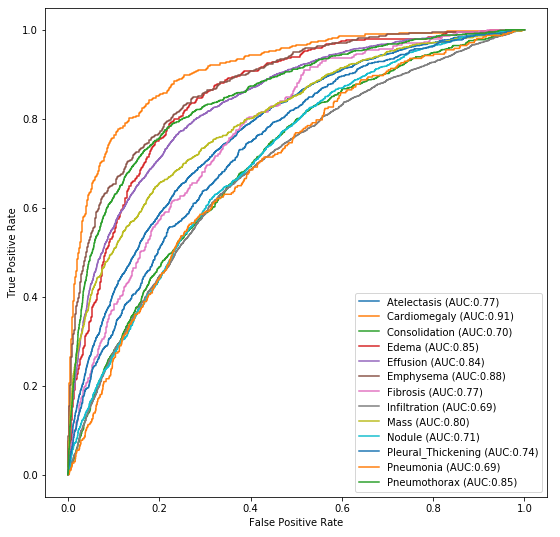 1.0
0.8
0.6
0.4
0.2
0.0
True Positive Rate
Atelectasis (AUC:0.77)
Cardiomegaly (AUC:0.91)
Consolidation (AUC:0.70)
Edema (AUC:0.85)
Effusion (AUC:0.84)
Emphysema (AUC:0.88)
Fibrosis (AUC:0.77)
Infiltration (AUC:0.69)
Mass (AUC:0.80)
Nodule (AUC:0.71)
Pleural_Thickening (AUC:0.74)
Pneumonia (AUC:0.69)
Pneumothorax (AUC:0.85)
0.0 0.2 0.4 0.6 0.8 1.0
False Positive Rate